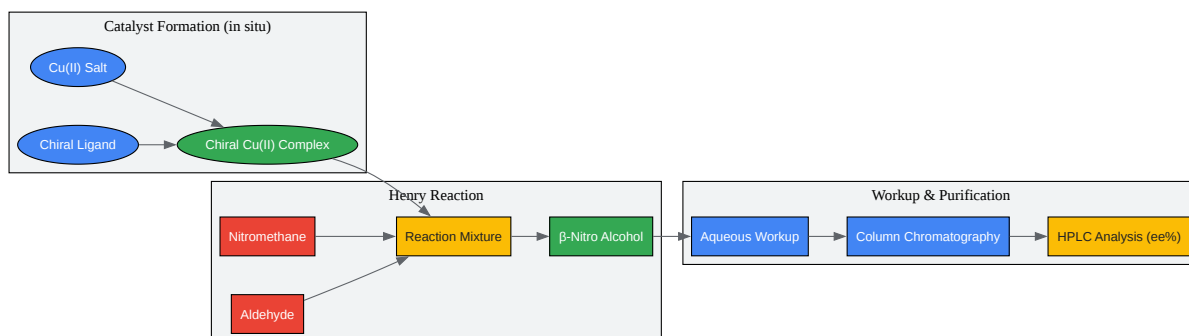 Catalyst Formation (in situ)
Cu(II) Salt
Chiral Ligand
Chiral Cu(II) Complex
Henry Reaction
Nitromethane
Reaction Mixture
β-Nitro Alcohol
Aldehyde
Workup & Purification
Aqueous Workup
Column Chromatography
HPLC Analysis (ee%)